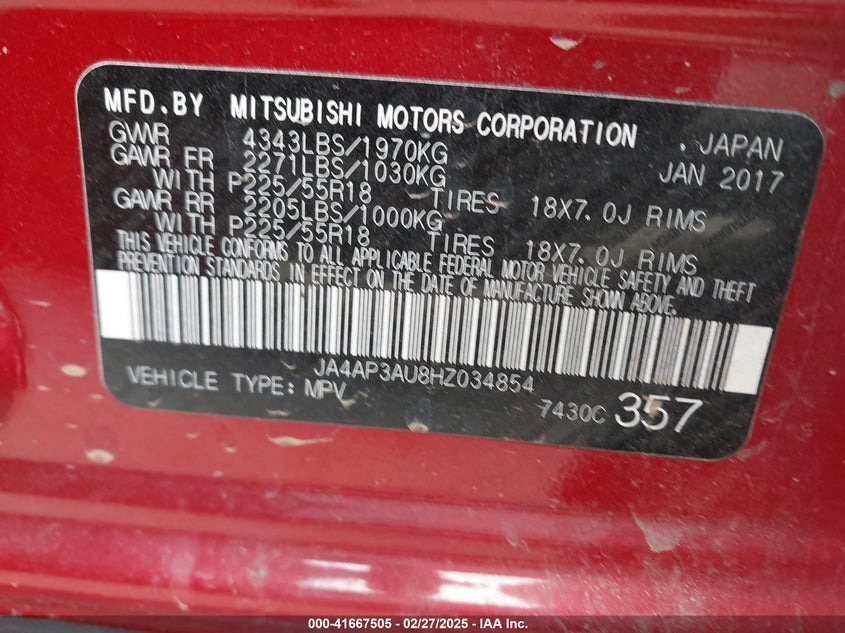 MFD.BY MITSUBISHI MOTORS CORPORATION . JAPAN
GVWR 4343LBS/1970KG JAN 2017
GAWR FR 2271LBS/1030KG
WITH P225/55R18 TIRES 18X7.0J RIMS
GAWR RR 2205LBS/1000KG
WITH P225/55R18 TIRES 18X7.0J RIMS
THIS VEHICLE CONFORMS TO ALL APPLICABLE FEDERAL MOTOR VEHICLE SAFETY AND THEFT
PREVENTION STANDARDS IN EFFECT ON THE DATE OF MANUFACTURE SHOWN ABOVE.
JA4AP3AU8HZ034854
VEHICLE TYPE: MPV 7430C 357
000-41667505 - 02/27/2025 - © IAA, Inc.